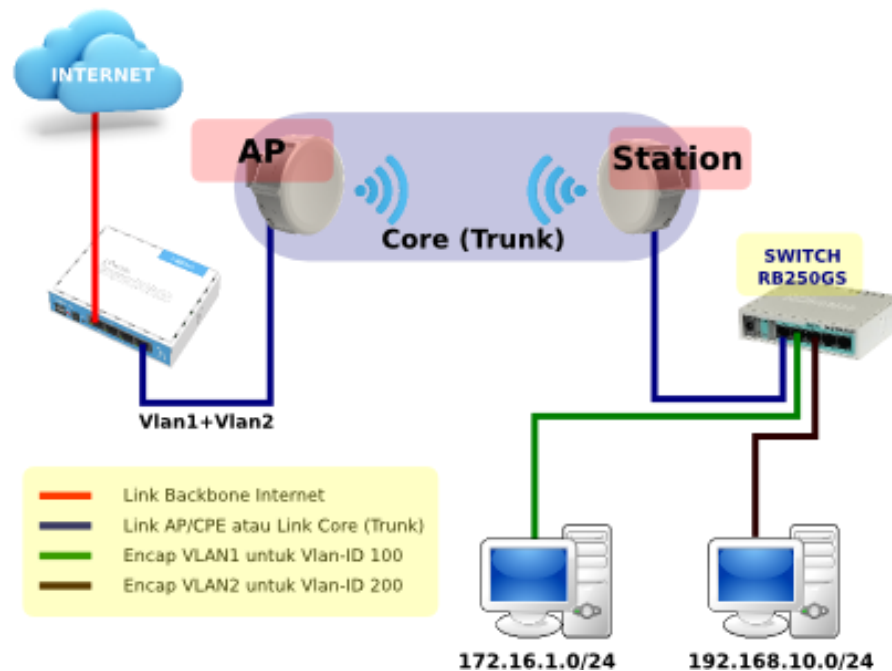 INTERNET
AP
Station
Core (Trunk)
SWITCH
RB250GS
Vlan1+Vlan2
Link Backbone Internet
Link AP/CPE atau Link Core (Trunk)
Encap VLAN1 untuk Vlan-ID 100
Encap VLAN2 untuk Vlan-ID 200
172.16.1.0/24
192.168.10.0/24